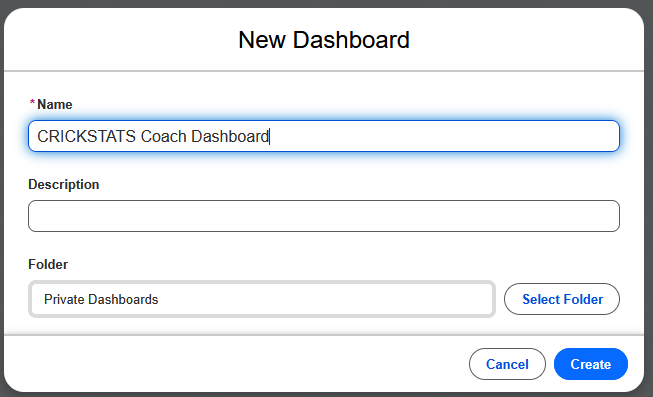 New Dashboard
*Name
CRICKSTATS Coach Dashboard
Description
Folder
Private Dashboards
Select Folder
Cancel
Create